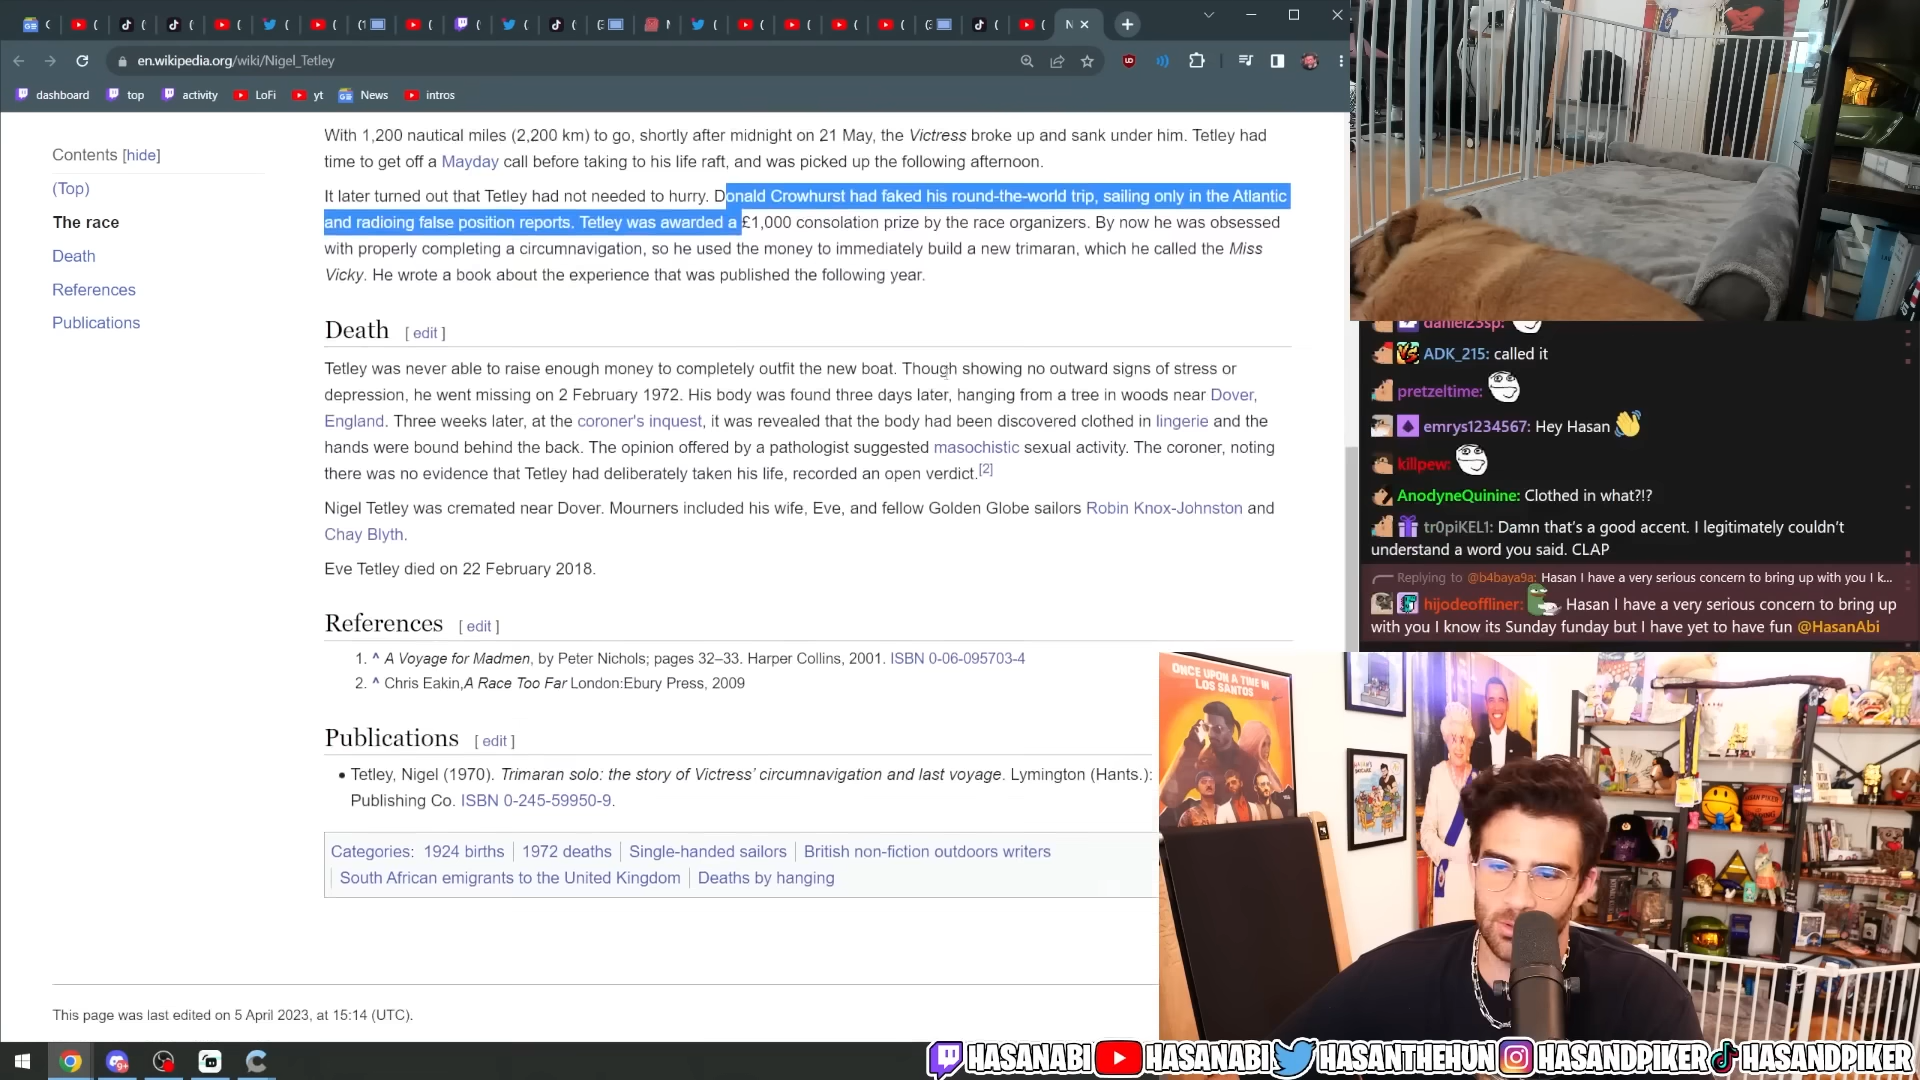 en.wikipedia.org/wiki/Nigel_Tetley
dashboard
top
activity
LoFi
yt
News
intros
Contents [hide]
(Top)
The race
Death
References
Publications
With 1,200 nautical miles (2,200 km) to go, shortly after midnight on 21 May, the Victress broke up and sank under him. Tetley had
time to get off a Mayday call before taking to his life raft, and was picked up the following afternoon.
It later turned out that Tetley had not needed to hurry. Donald Crowhurst had faked his round-the-world trip, sailing only in the Atlantic
and radioing false position reports. Tetley was awarded a £1,000 consolation prize by the race organizers. By now he was obsessed
with properly completing a circumnavigation, so he used the money to immediately build a new trimaran, which he called the Miss
Vicky. He wrote a book about the experience that was published the following year.
Death [ edit ]
Tetley was never able to raise enough money to completely outfit the new boat. Though showing no outward signs of stress or
depression, he went missing on 2 February 1972. His body was found three days later, hanging from a tree in woods near Dover,
England. Three weeks later, at the coroner's inquest, it was revealed that the body had been discovered clothed in lingerie and the
hands were bound behind the back. The opinion offered by a pathologist suggested masochistic sexual activity. The coroner, noting
there was no evidence that Tetley had deliberately taken his life, recorded an open verdict.[2]
Nigel Tetley was cremated near Dover. Mourners included his wife, Eve, and fellow Golden Globe sailors Robin Knox-Johnston and
Chay Blyth.
Eve Tetley died on 22 February 2018.
References [ edit ]
1. ^ A Voyage for Madmen, by Peter Nichols; pages 32–33. Harper Collins, 2001. ISBN 0-06-095703-4
2. ^ Chris Eakin,A Race Too Far London:Ebury Press, 2009
Publications [ edit ]
• Tetley, Nigel (1970). Trimaran solo: the story of Victress' circumnavigation and last voyage. Lymington (Hants.):
Publishing Co. ISBN 0-245-59950-9.
Categories: 1924 births | 1972 deaths | Single-handed sailors | British non-fiction outdoors writers
| South African emigrants to the United Kingdom | Deaths by hanging
This page was last edited on 5 April 2023, at 15:14 (UTC).
daniel23sp:
ADK_215: called it
pretzeltime:
emrys1234567: Hey Hasan
killpew:
AnodyneQuinine: Clothed in what?!?
tr0piKEL1: Damn that's a good accent. I legitimately couldn't
understand a word you said. CLAP
Replying to @b4baya9a: Hasan I have a very serious concern to bring up with you I k...
hijodeoffliner: Hasan I have a very serious concern to bring up
with you I know its Sunday funday but I have yet to have fun @HasanAbi
ONCE UPON A TIME IN
LOS SANTOS
HASANABI HASANABI HASANTHEHUN HASANDPIKER HASANDPIKER